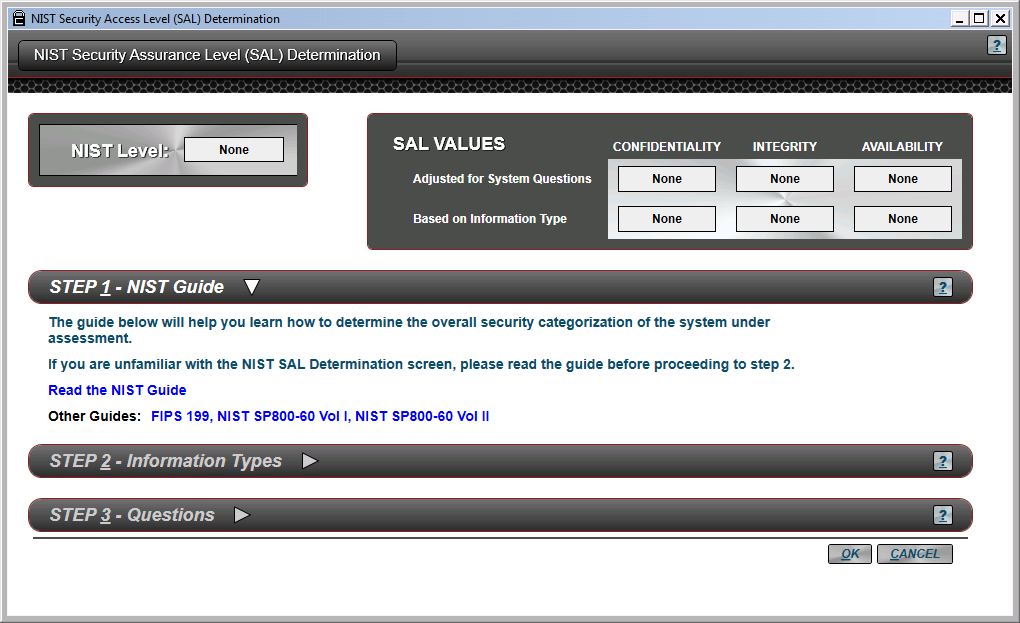 NIST Security Access Level (SAL) Determination
NIST Security Assurance Level (SAL) Determination
?
NIST Level: None
SAL VALUES
CONFIDENTIALITY INTEGRITY AVAILABILITY
Adjusted for System Questions None None None
Based on Information Type None None None
STEP 1 - NIST Guide ?
The guide below will help you learn how to determine the overall security categorization of the system under
assessment.
If you are unfamiliar with the NIST SAL Determination screen, please read the guide before proceeding to step 2.
Read the NIST Guide
Other Guides: FIPS 199, NIST SP800-60 Vol I, NIST SP800-60 Vol II
STEP 2 - Information Types ?
STEP 3 - Questions ?
OK CANCEL